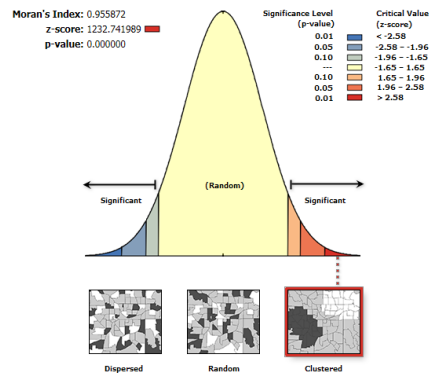 Moran's Index: 0.955872
z-score: 1232.741989
p-value: 0.000000
Significance Level
(p-value)
Critical Value
(z-score)
0.01 < -2.58
0.05 -2.58 – -1.96
0.10 -1.96 – -1.65
--- -1.65 – 1.65
0.10 1.65 – 1.96
0.05 1.96 – 2.58
0.01 > 2.58
(Random)
Significant
Significant
Dispersed
Random
Clustered